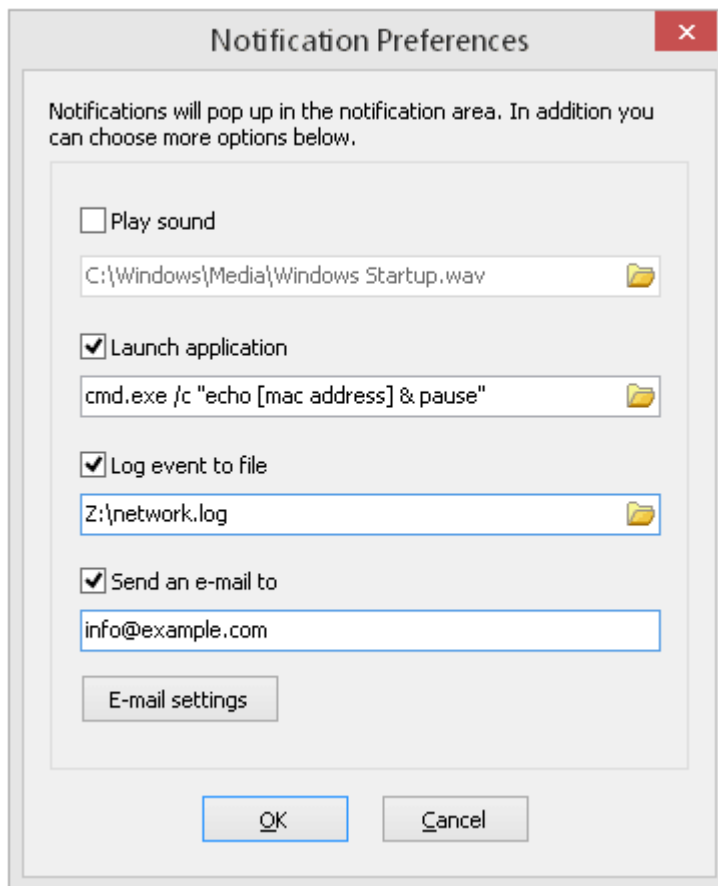 Notification Preferences
Notifications will pop up in the notification area. In addition you
can choose more options below.
Play sound
C:\Windows\Media\Windows Startup.wav
Launch application
cmd.exe /c "echo [mac address] & pause"
Log event to file
Z:\network.log
Send an e-mail to
info@example.com
E-mail settings
OK
Cancel